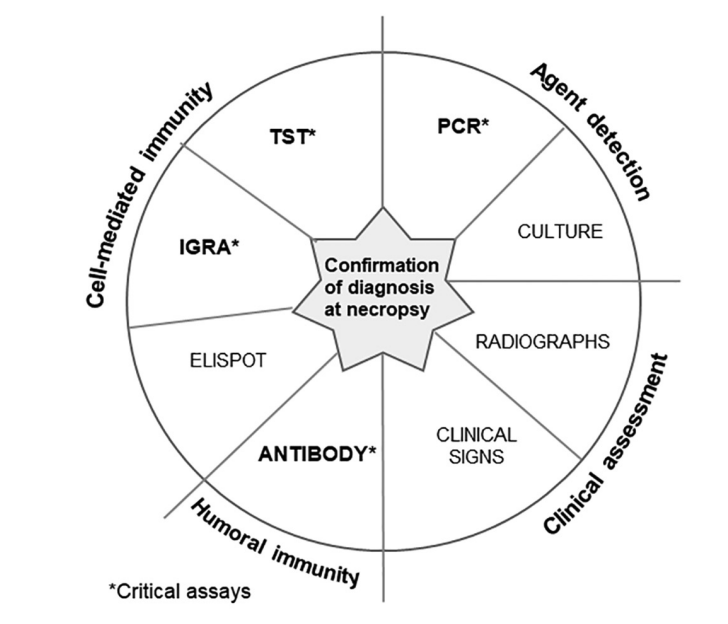 Cell-mediated immunity
Agent detection
TST*
PCR*
IGRA*
CULTURE
Confirmation
of diagnosis
at necropsy
ELISPOT
RADIOGRAPHS
ANTIBODY*
CLINICAL
SIGNS
Clinical assessment
Humoral immunity
*Critical assays